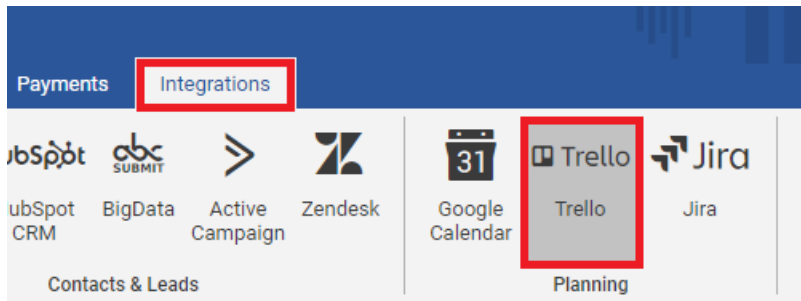 Payments Integrations
ubSpot abc SUBMIT Z 31 Trello Jira
ubSpot CRM BigData Active Campaign Zendesk Google Calendar Trello Jira
Contacts & Leads Planning